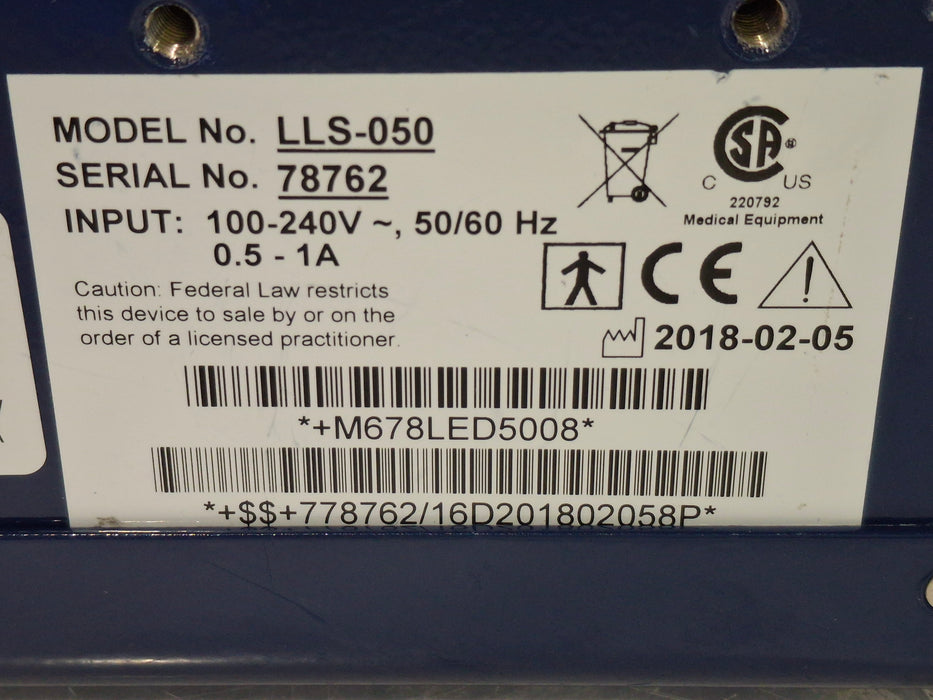 MODEL No. LLS-050
SERIAL No. 78762
INPUT: 100-240V ~, 50/60 Hz
0.5 - 1A
Caution: Federal Law restricts
this device to sale by or on the
order of a licensed practitioner.
CSA ®
C US
220792
Medical Equipment
CE
2018-02-05
*+M678LED5008*
*+$$+778762/16D201802058P*